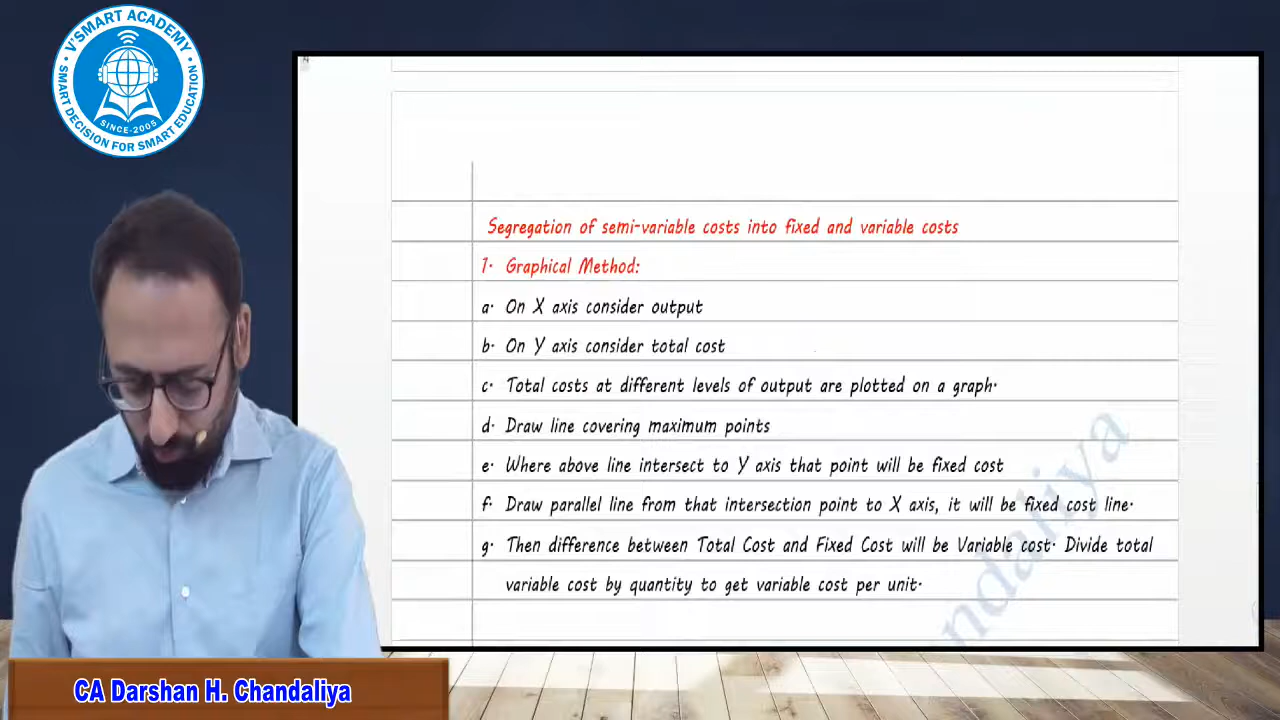 V'SMART ACADEMY
SMART DECISION FOR SMART EDUCATION
SINCE-2005
Segregation of semi-variable costs into fixed and variable costs
1. Graphical Method:
a. On X axis consider output
b. On Y axis consider total cost
c. Total costs at different levels of output are plotted on a graph.
d. Draw line covering maximum points
e. Where above line intersect to Y axis that point will be fixed cost
f. Draw parallel line from that intersection point to X axis, it will be fixed cost line.
g. Then difference between Total Cost and Fixed Cost will be Variable cost. Divide total
variable cost by quantity to get variable cost per unit.
ndaliya
CA Darshan H. Chandaliya